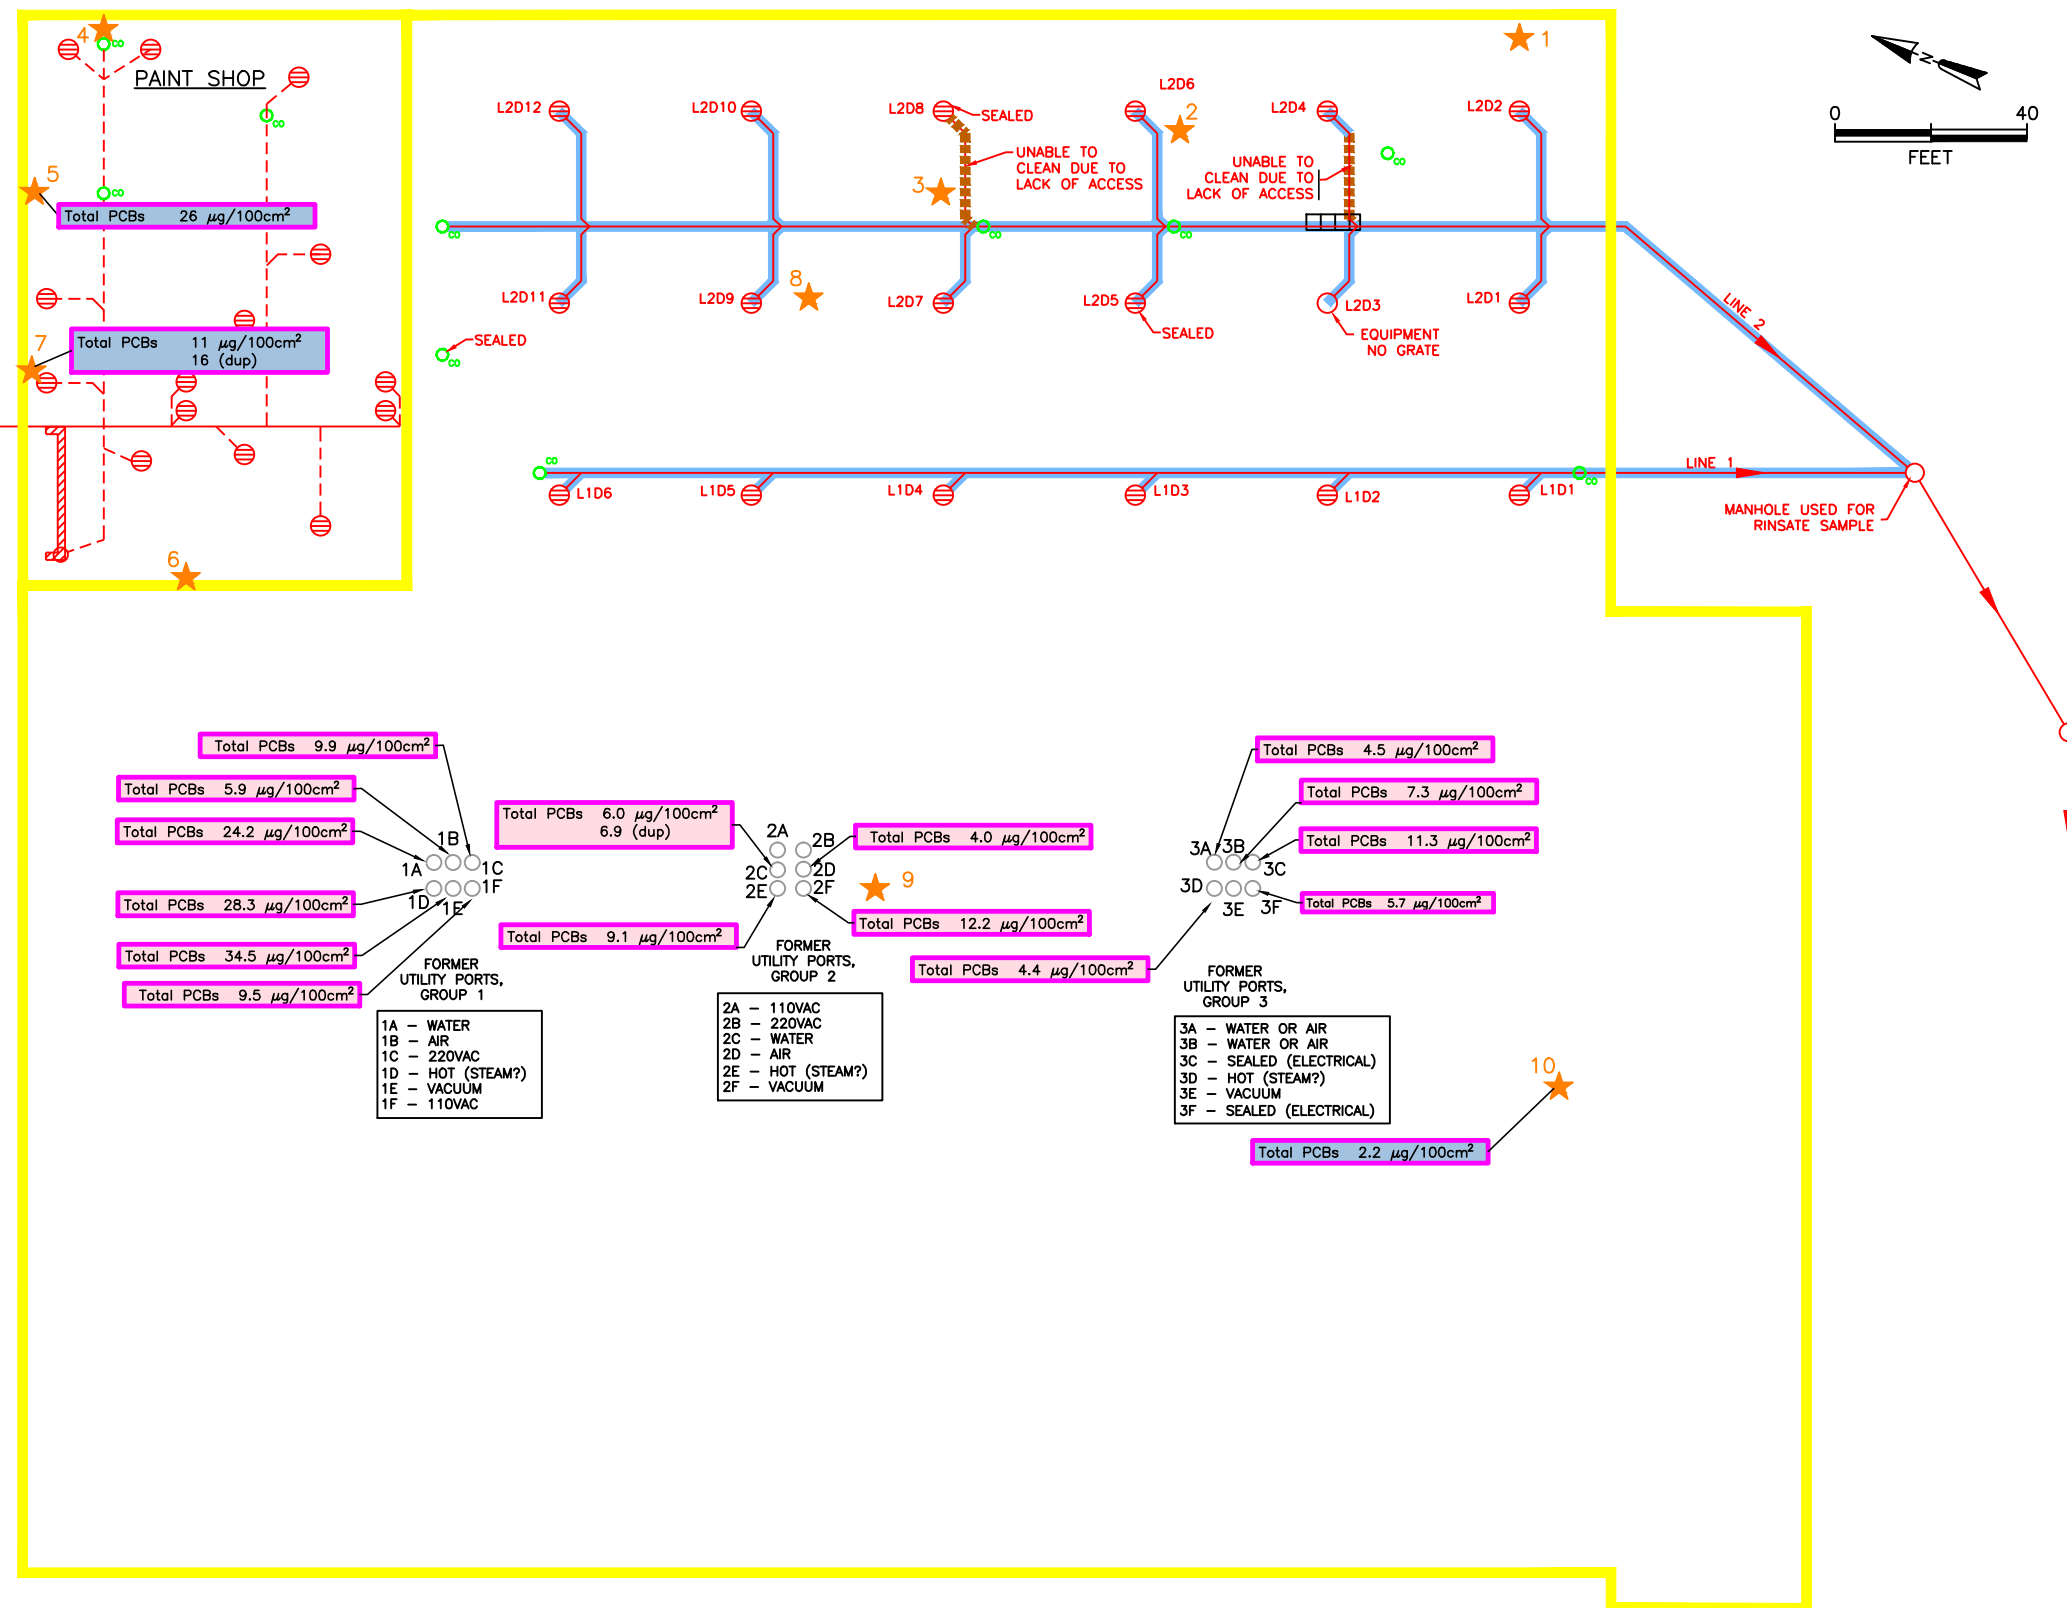 4
CO
PAINT SHOP
CO
5
CO
Total PCBs 26 µg/100cm²
7
Total PCBs 11 µg/100cm²
16 (dup)
6
1
N
0 40
FEET
L2D12
L2D10
L2D8
SEALED
L2D6
2
L2D4
L2D2
UNABLE TO
CLEAN DUE TO
LACK OF ACCESS
3
UNABLE TO
CLEAN DUE TO
LACK OF ACCESS
CO
CO
CO
CO
8
L2D11
L2D9
L2D7
L2D5
SEALED
L2D3
EQUIPMENT
NO GRATE
L2D1
SEALED
CO
LINE 2
CO
LINE 1
L1D6
L1D5
L1D4
L1D3
L1D2
L1D1
CO
MANHOLE USED FOR
RINSATE SAMPLE
Total PCBs 9.9 µg/100cm²
Total PCBs 5.9 µg/100cm²
Total PCBs 24.2 µg/100cm²
1B
1A
1C
1F
1D
1E
Total PCBs 28.3 µg/100cm²
Total PCBs 34.5 µg/100cm²
Total PCBs 9.5 µg/100cm²
FORMER
UTILITY PORTS,
GROUP 1
1A – WATER
1B – AIR
1C – 220VAC
1D – HOT (STEAM?)
1E – VACUUM
1F – 110VAC
Total PCBs 6.0 µg/100cm²
6.9 (dup)
2A
2B
2C
2D
2E
2F
Total PCBs 4.0 µg/100cm²
9
Total PCBs 12.2 µg/100cm²
Total PCBs 9.1 µg/100cm²
FORMER
UTILITY PORTS,
GROUP 2
2A – 110VAC
2B – 220VAC
2C – WATER
2D – AIR
2E – HOT (STEAM?)
2F – VACUUM
Total PCBs 4.5 µg/100cm²
Total PCBs 7.3 µg/100cm²
Total PCBs 11.3 µg/100cm²
3A
3B
3C
3D
3E
3F
Total PCBs 5.7 µg/100cm²
Total PCBs 4.4 µg/100cm²
FORMER
UTILITY PORTS,
GROUP 3
3A – WATER OR AIR
3B – WATER OR AIR
3C – SEALED (ELECTRICAL)
3D – HOT (STEAM?)
3E – VACUUM
3F – SEALED (ELECTRICAL)
10
Total PCBs 2.2 µg/100cm²